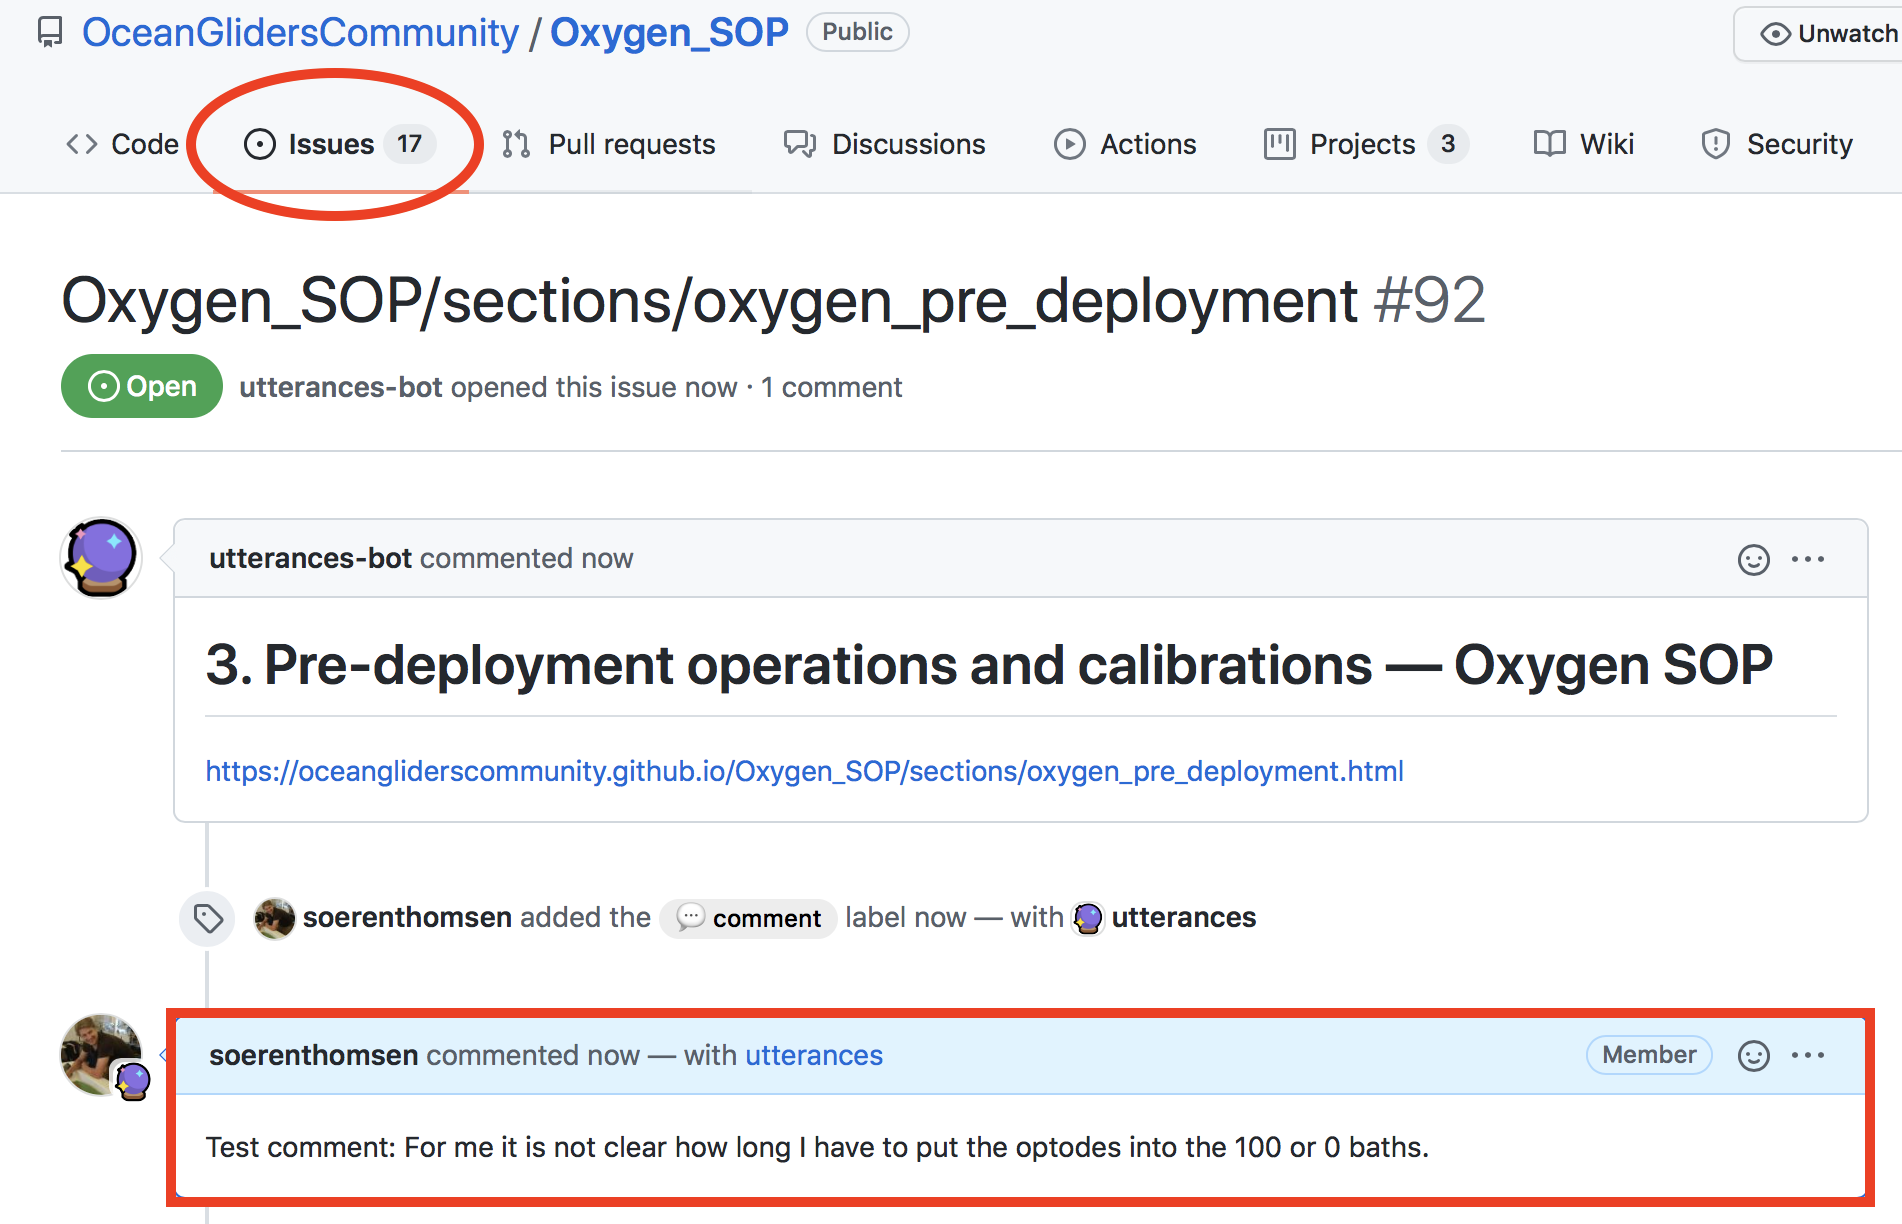 OceanGlidersCommunity / Oxygen_SOP Public Unwatch
Code Issues 17 Pull requests Discussions Actions Projects 3 Wiki Security
Oxygen_SOP/sections/oxygen_pre_deployment #92
Open utterances-bot opened this issue now · 1 comment
utterances-bot commented now
3. Pre-deployment operations and calibrations — Oxygen SOP
https://oceangliderscommunity.github.io/Oxygen_SOP/sections/oxygen_pre_deployment.html
soerenthomsen added the 💬 comment label now — with utterances
soerenthomsen commented now — with utterances Member
Test comment: For me it is not clear how long I have to put the optodes into the 100 or 0 baths.